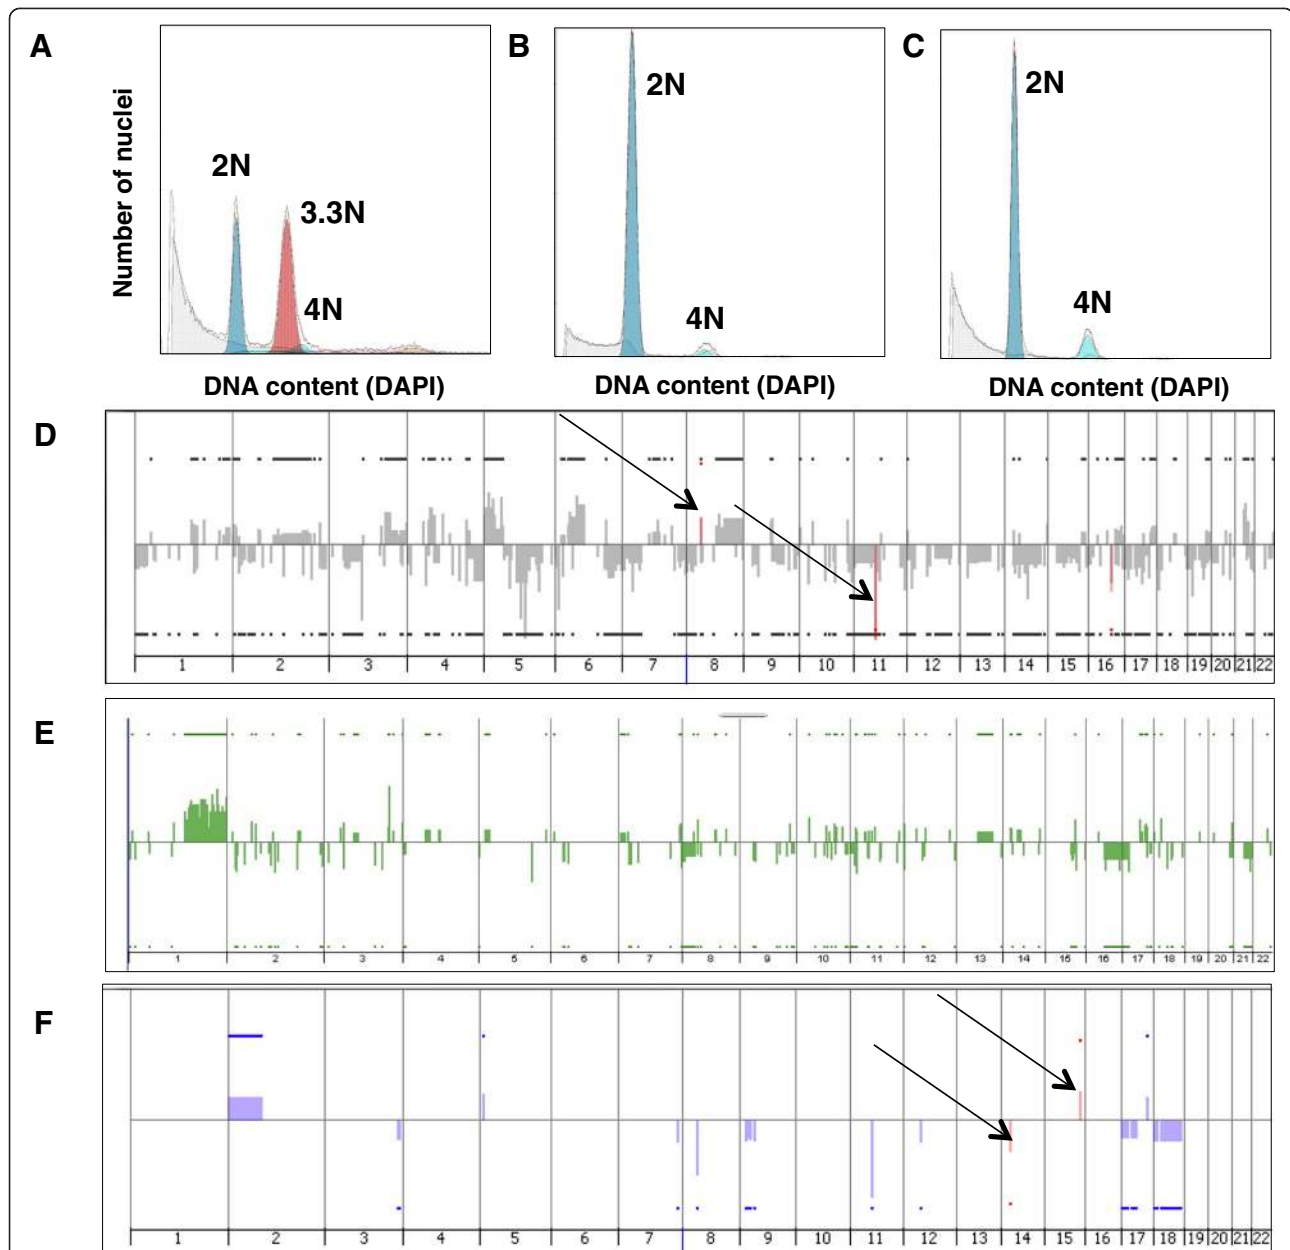 A
B
C
Number of nuclei
2N
3.3N
4N
2N
4N
2N
4N
DNA content (DAPI)
DNA content (DAPI)
DNA content (DAPI)
D
1 2 3 4 5 6 7 8 9 10 11 12 13 14 15 16 17 18 19 20 21 22
E
1 2 3 4 5 6 7 8 9 10 11 12 13 14 15 16 17 18 19 20 21 22
F
1 2 3 4 5 6 7 8 9 10 11 12 13 14 15 16 17 18 19 20 21 22